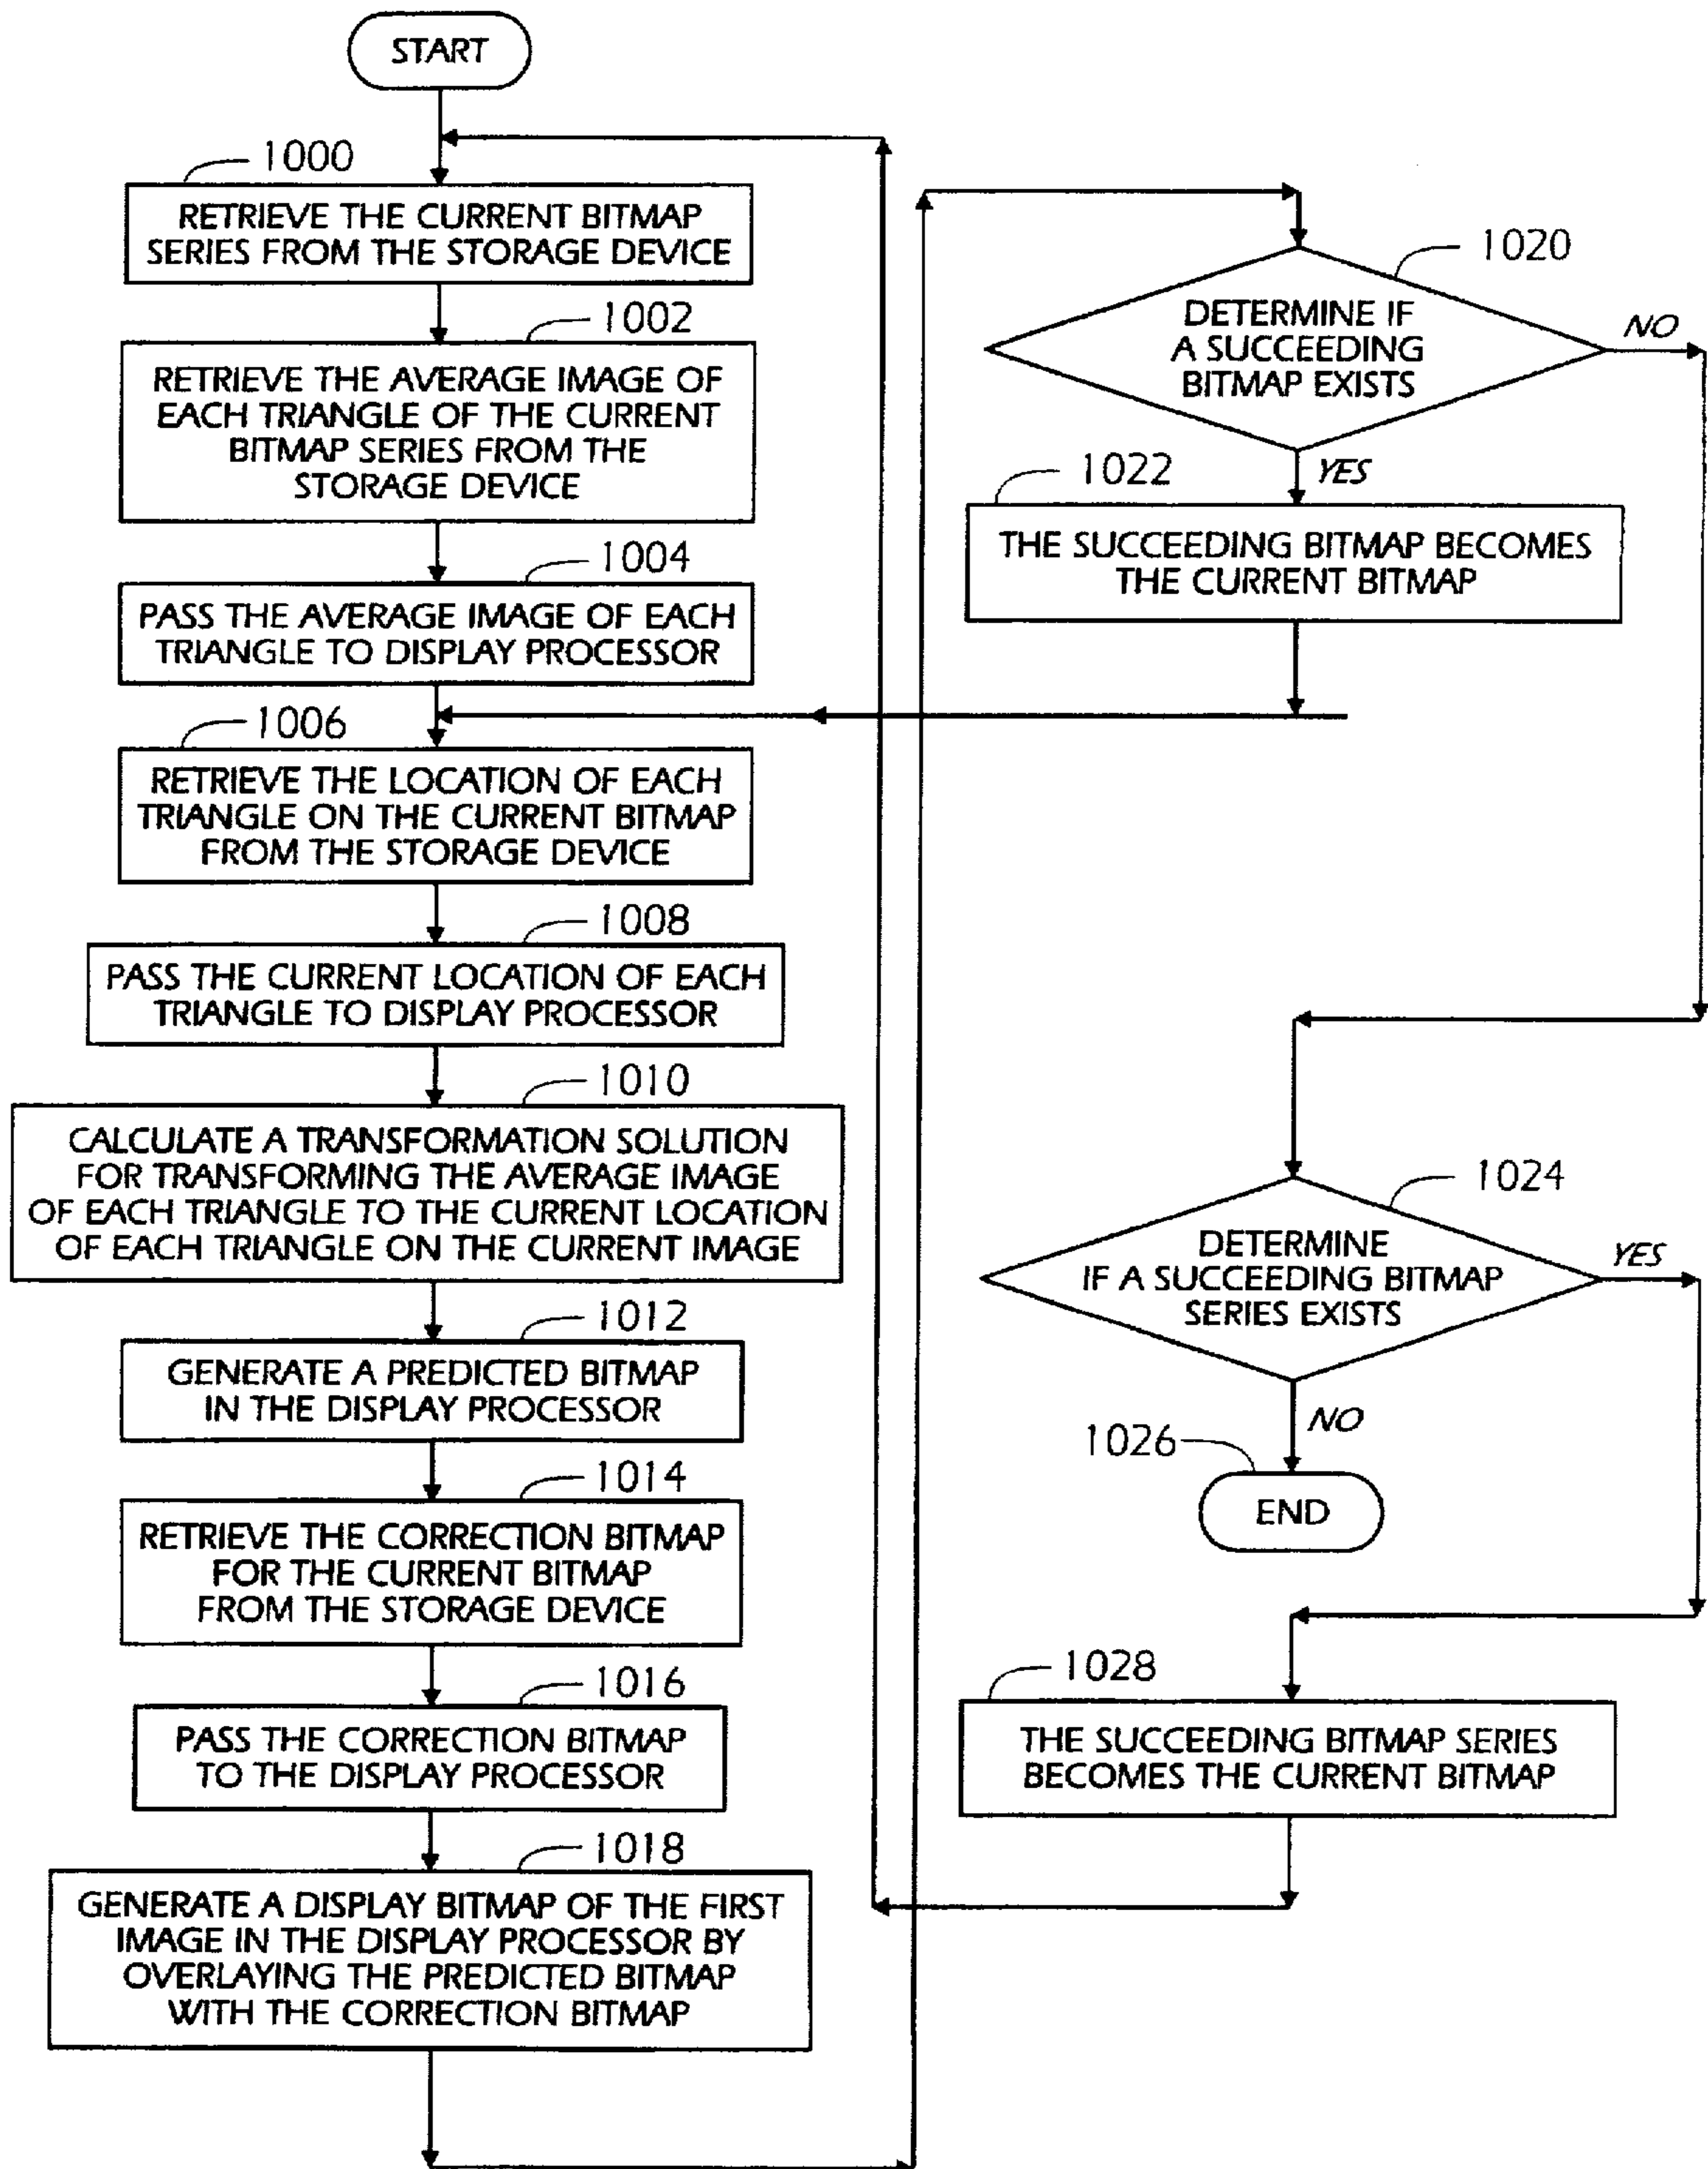 START
1000
RETRIEVE THE CURRENT BITMAP
SERIES FROM THE STORAGE DEVICE
1002
RETRIEVE THE AVERAGE IMAGE OF
EACH TRIANGLE OF THE CURRENT
BITMAP SERIES FROM THE
STORAGE DEVICE
1004
PASS THE AVERAGE IMAGE OF EACH
TRIANGLE TO DISPLAY PROCESSOR
1006
RETRIEVE THE LOCATION OF EACH
TRIANGLE ON THE CURRENT BITMAP
FROM THE STORAGE DEVICE
1008
PASS THE CURRENT LOCATION OF EACH
TRIANGLE TO DISPLAY PROCESSOR
1010
CALCULATE A TRANSFORMATION SOLUTION
FOR TRANSFORMING THE AVERAGE IMAGE
OF EACH TRIANGLE TO THE CURRENT LOCATION
OF EACH TRIANGLE ON THE CURRENT IMAGE
1012
GENERATE A PREDICTED BITMAP
IN THE DISPLAY PROCESSOR
1014
RETRIEVE THE CORRECTION BITMAP
FOR THE CURRENT BITMAP
FROM THE STORAGE DEVICE
1016
PASS THE CORRECTION BITMAP
TO THE DISPLAY PROCESSOR
1018
GENERATE A DISPLAY BITMAP OF THE FIRST
IMAGE IN THE DISPLAY PROCESSOR BY
OVERLAYING THE PREDICTED BITMAP
WITH THE CORRECTION BITMAP
1020
DETERMINE IF
A SUCCEEDING
BITMAP EXISTS
NO
YES
1022
THE SUCCEEDING BITMAP BECOMES
THE CURRENT BITMAP
1024
DETERMINE
IF A SUCCEEDING BITMAP
SERIES EXISTS
YES
NO
1026
END
1028
THE SUCCEEDING BITMAP SERIES
BECOMES THE CURRENT BITMAP